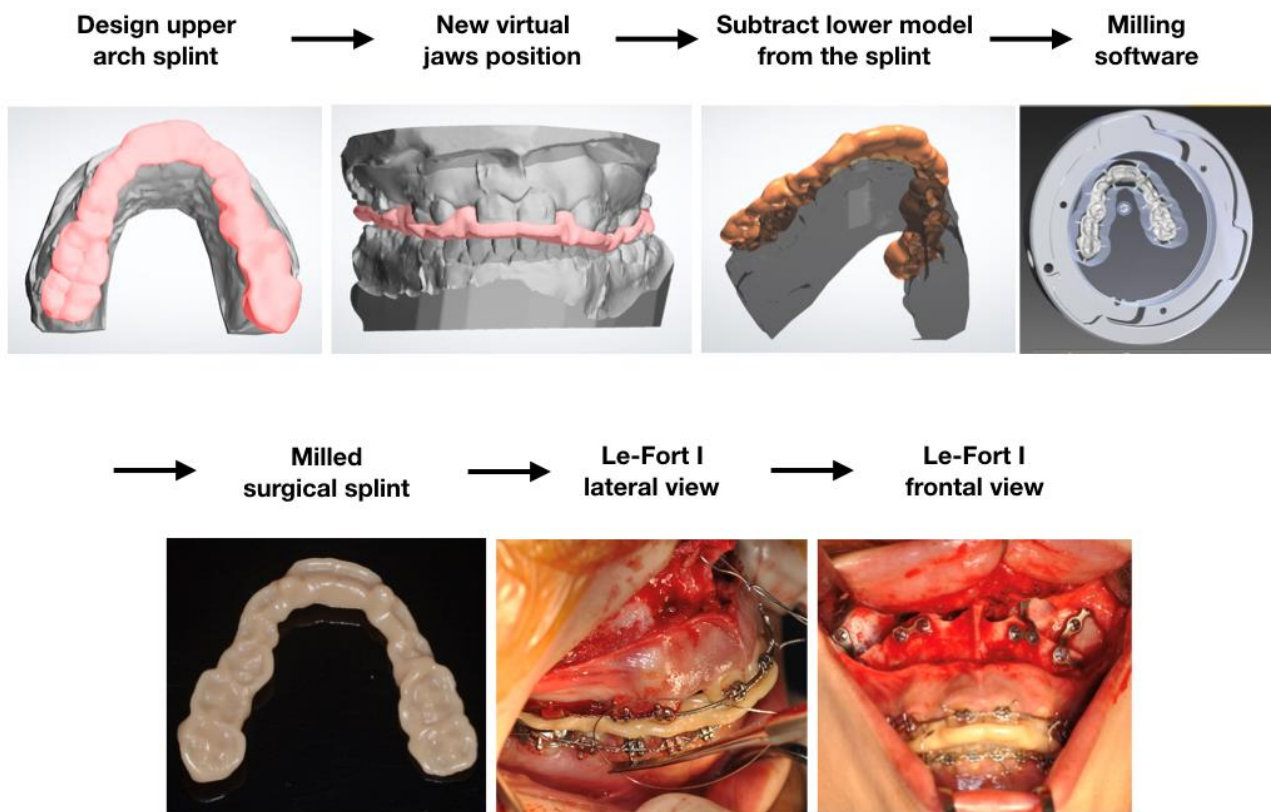 Design upper
arch splint
New virtual
jaws position
Subtract lower model
from the splint
Milling
software
Milled
surgical splint
Le-Fort I
lateral view
Le-Fort I
frontal view